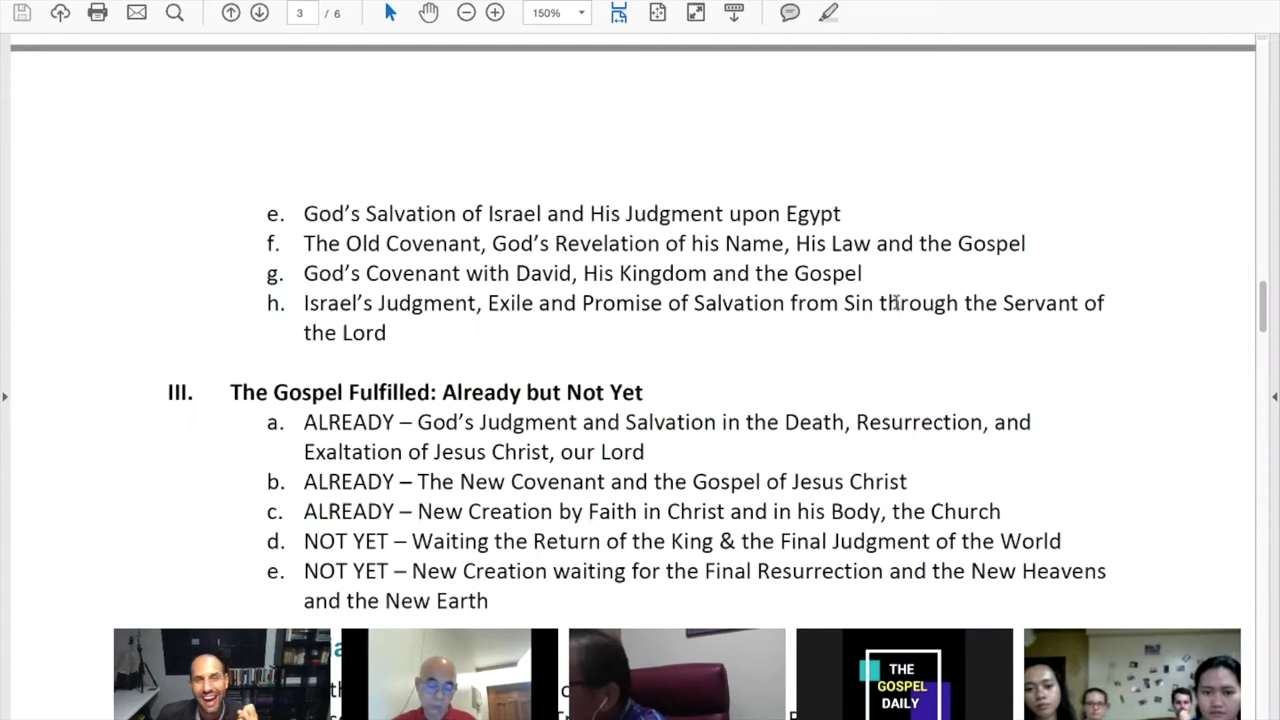 3 / 6
150%
e. God's Salvation of Israel and His Judgment upon Egypt
f. The Old Covenant, God's Revelation of his Name, His Law and the Gospel
g. God's Covenant with David, His Kingdom and the Gospel
h. Israel's Judgment, Exile and Promise of Salvation from Sin through the Servant of
the Lord
III. The Gospel Fulfilled: Already but Not Yet
a. ALREADY – God's Judgment and Salvation in the Death, Resurrection, and
Exaltation of Jesus Christ, our Lord
b. ALREADY – The New Covenant and the Gospel of Jesus Christ
c. ALREADY – New Creation by Faith in Christ and in his Body, the Church
d. NOT YET – Waiting the Return of the King & the Final Judgment of the World
e. NOT YET – New Creation waiting for the Final Resurrection and the New Heavens
and the New Earth
THE
GOSPEL
DAILY